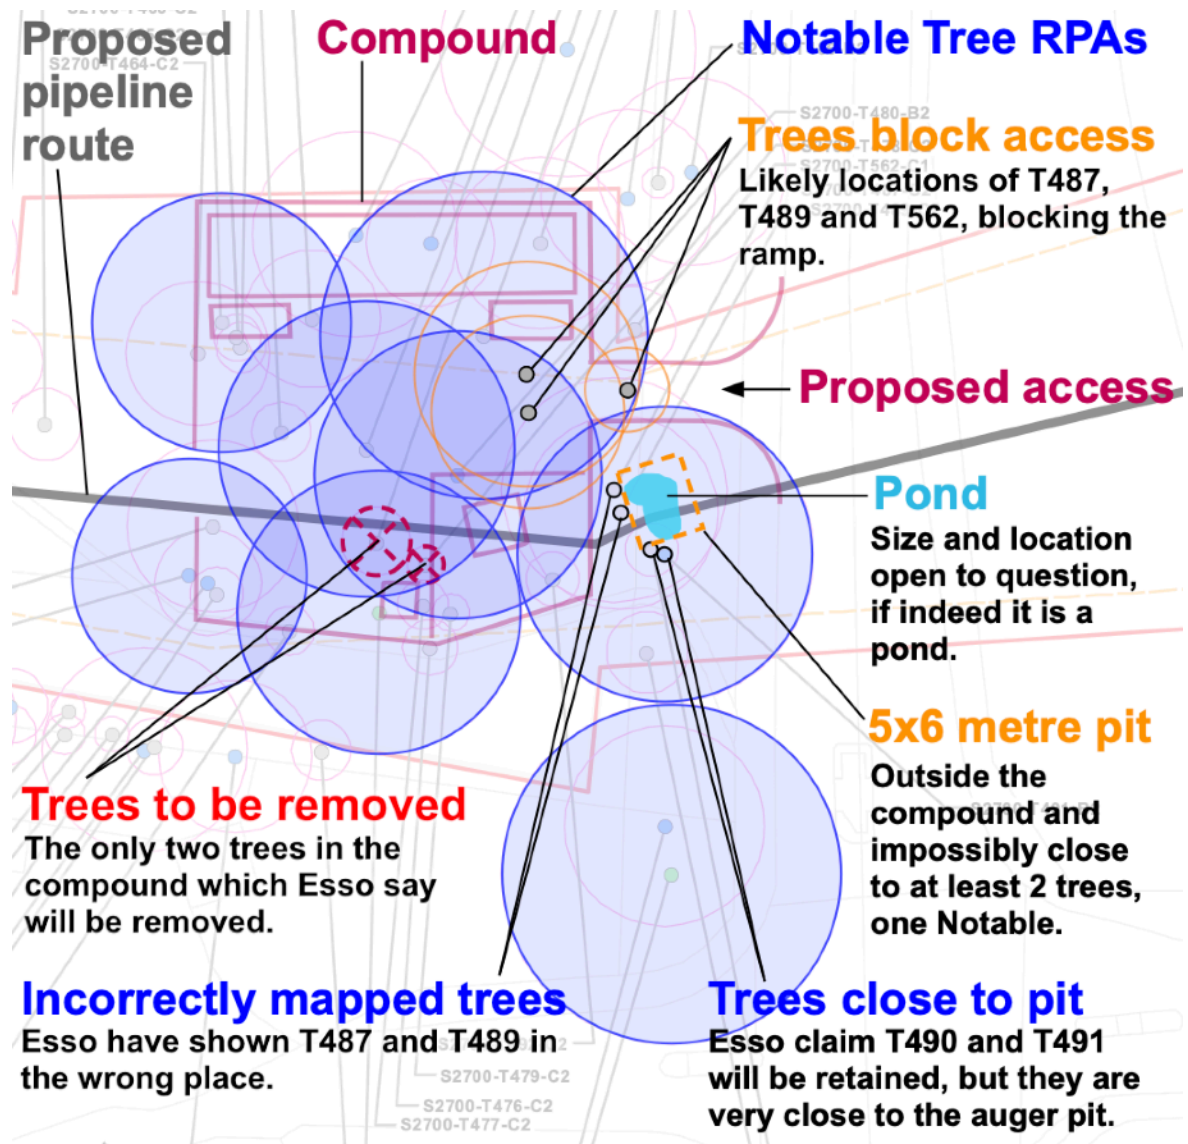 Proposed
pipeline
route
S2700-T464-C2
Compound
Notable Tree RPAs
S2700-T480-B2
Trees block access
S2700-T562-C1
Likely locations of T487,
T489 and T562, blocking the
ramp.
Proposed access
Pond
Size and location
open to question,
if indeed it is a
pond.
5x6 metre pit
Outside the
compound and
impossibly close
to at least 2 trees,
one Notable.
Trees to be removed
The only two trees in the
compound which Esso say
will be removed.
Incorrectly mapped trees
Esso have shown T487 and T489 in
the wrong place.
Trees close to pit
Esso claim T490 and T491
will be retained, but they are
very close to the auger pit.
S2700-T479-C2
S2700-T476-C2
S2700-T477-C2